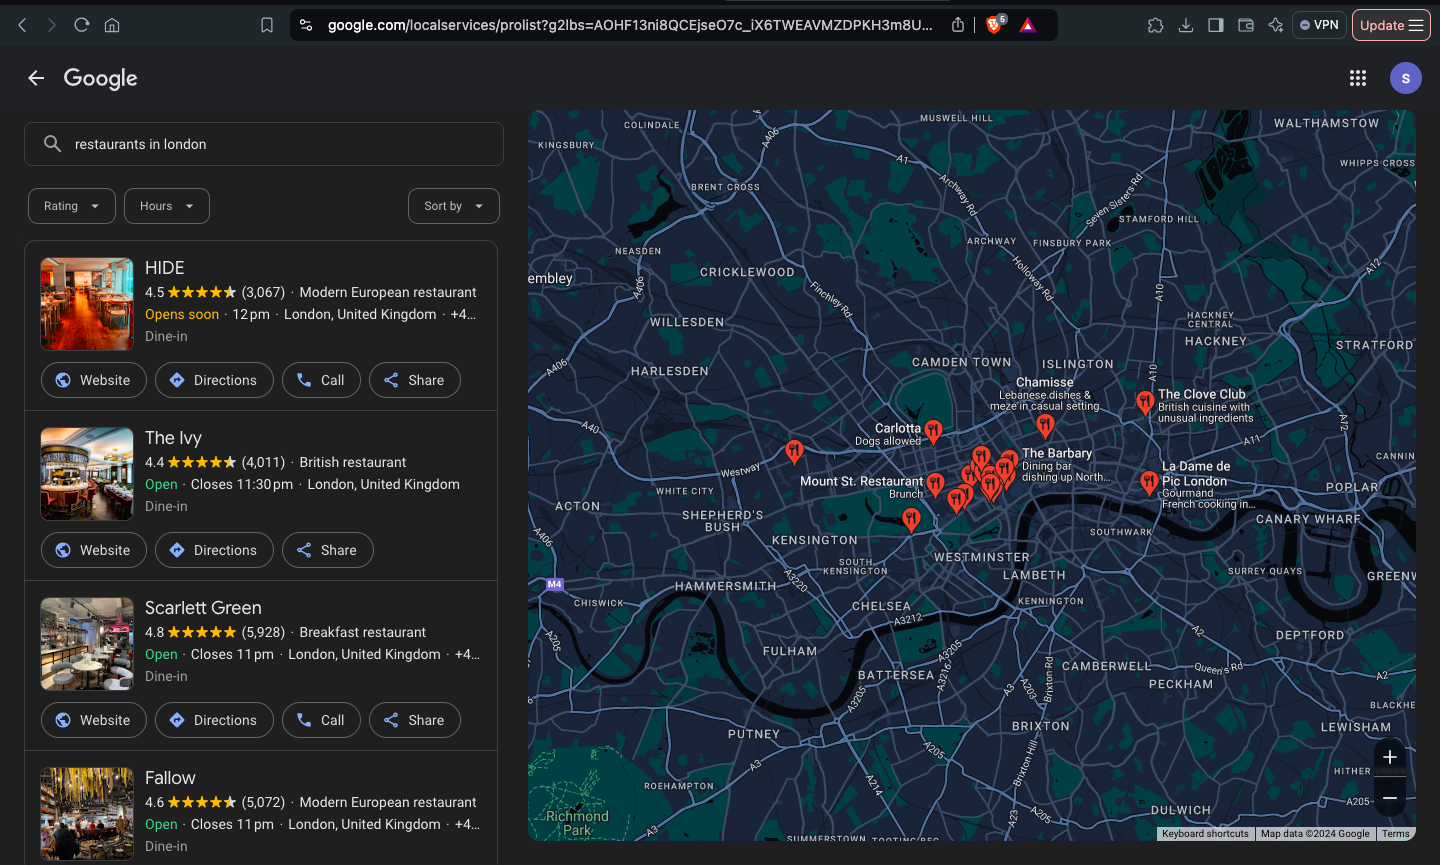 google.com/localservices/prolist?g2lbs=AOHF13ni8QCEjseO7c_iX6TWEAVMZDPKH3m8U...
5
VPN
Update
Google
S
restaurants in london
Rating
Hours
Sort by
HIDE
4.5 (3,067) · Modern European restaurant
Opens soon · 12 pm · London, United Kingdom · +4...
Dine-in
Website
Directions
Call
Share
The Ivy
4.4 (4,011) · British restaurant
Open · Closes 11:30 pm · London, United Kingdom
Dine-in
Website
Directions
Share
Scarlett Green
4.8 (5,928) · Breakfast restaurant
Open · Closes 11 pm · London, United Kingdom · +4...
Dine-in
Website
Directions
Call
Share
Fallow
4.6 (5,072) · Modern European restaurant
Open · Closes 11 pm · London, United Kingdom · +4...
Dine-in
COLINDALE
MUSWELL HILL
WALTHAMSTOW
KINGSBURY
A406
A1
WHIPPS CROSS
BRENT CROSS
Archway Rd
Seven Sisters Rd
STAMFORD HILL
NEASDEN
ARCHWAY
FINSBURY PARK
CRICKLEWOOD
Holloway Rd
A12
embley
A406
Finchley Rd
A10
WILLESDEN
HACKNEY
CENTRAL
HACKNEY
STRATFORD
A406
HARLESDEN
CAMDEN TOWN
ISLINGTON
A10
Chamisse
Lebanese dishes &
meze in casual setting
The Clove Club
British cuisine with
unusual ingredients
A40
Carlotta
Dogs allowed
A12
A11
The Barbary
Dining bar
dishing up North...
CANNIN
Westway
WHITE CITY
Mount St. Restaurant
Brunch
La Dame de
Pic London
Gourmand
French cooking in...
POPLAR
ACTON
SHEPHERD'S
BUSH
CANARY WHARF
A406
KENSINGTON
SOUTHWARK
SOUTH
KENSINGTON
WESTMINSTER
LAMBETH
SURREY QUAYS
GREENW
M4
HAMMERSMITH
A3220
CHISWICK
CHELSEA
KENNINGTON
A3212
A205
A2
DEPTFORD
FULHAM
A3205
CAMBERWELL
Queen's Rd
BATTERSEA
A3216
Brixton Rd
A203
PECKHAM
A2
A3205
A3
BLACKHE
BRIXTON
LEWISHAM
PUTNEY
A205
A3
Brixton Hill
HITHER
ROEHAMPTON
A214
A205
Richmond
Park
A3
A23
A205
DULWICH
SUMMERSTOWN
TOOTING BEC
Keyboard shortcuts
Map data ©2024 Google
Terms